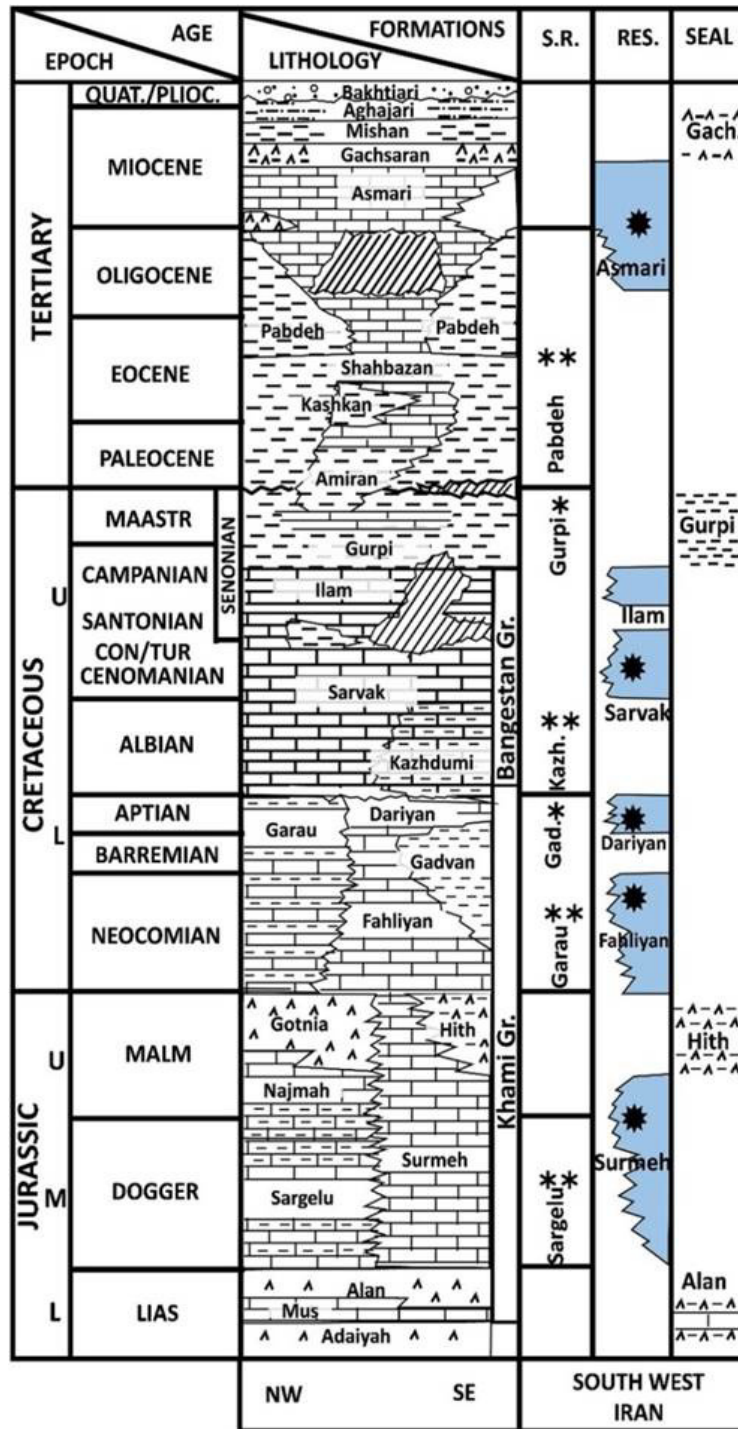 AGE
EPOCH
FORMATIONS
LITHOLOGY
S.R.
RES.
SEAL
TERTIARY
QUAT./PLIOC.
MIOCENE
OLIGOCENE
EOCENE
PALEOCENE
CRETACEOUS
U
L
MAASTR
CAMPANIAN
SANTONIAN
CON/TUR
CENOMANIAN
SENONIAN
ALBIAN
APTIAN
BARREMIAN
NEOCOMIAN
JURASSIC
U
M
L
MALM
DOGGER
LIAS
Bakhtiari
Aghajari
Mishan
Gachsaran
Asmari
Pabdeh
Pabdeh
Shahbazan
Kashkan
Amiran
Gurpi
Ilam
Sarvak
Kazhdumi
Garau
Dariyan
Gadvan
Fahliyan
Gotnia
Hith
Najmah
Surmeh
Sargelu
Alan
Mus
Adaiyah
Bangestan Gr.
Khami Gr.
Pabdeh **
Gurpi*
Kazh. **
Gad.*
Garau**
Sargelu**
Asmari
Ilam
Sarvak
Dariyan
Fahliyan
Surmeh
Gach.
Gurpi
Hith
Alan
NW
SE
SOUTH WEST
IRAN